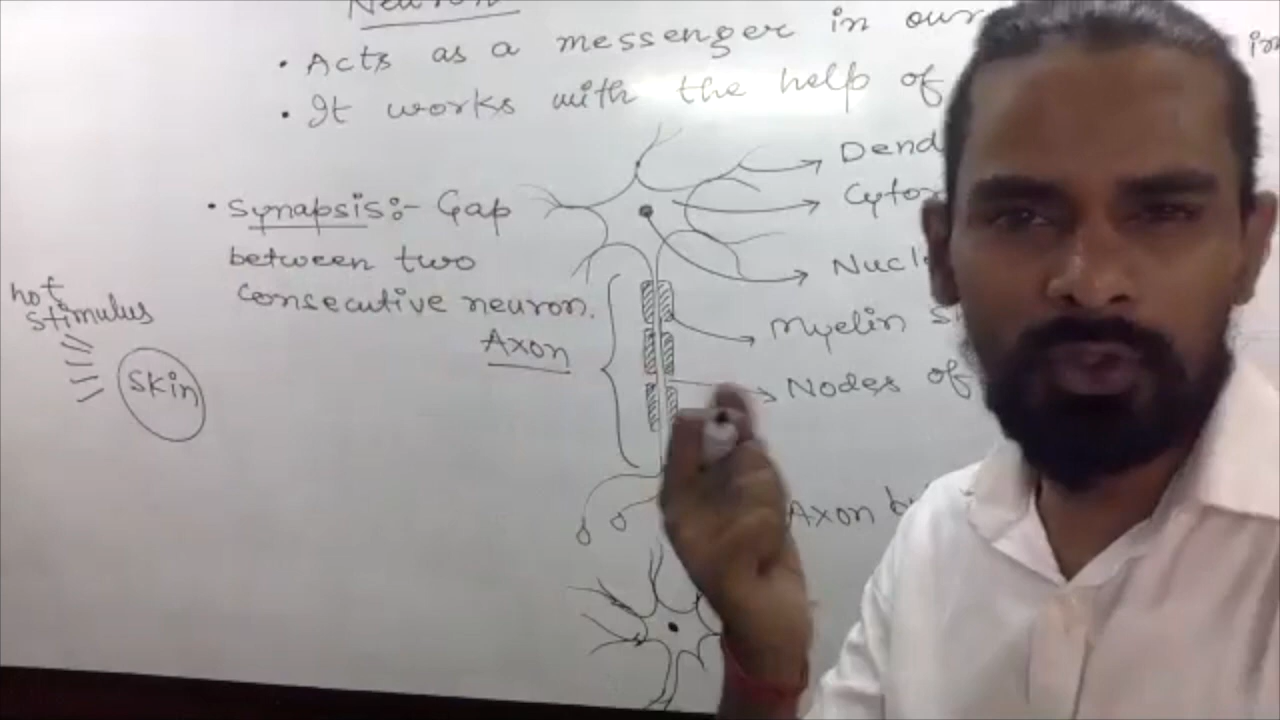 Neuron
• Acts as a messenger in our
• It works with the help of
Dend
Cyto
• Synapsis:- Gap
between two
consecutive neuron.
Nucl
hot
stimulus
Myelin
Axon
Skin
Nodes of
Axon